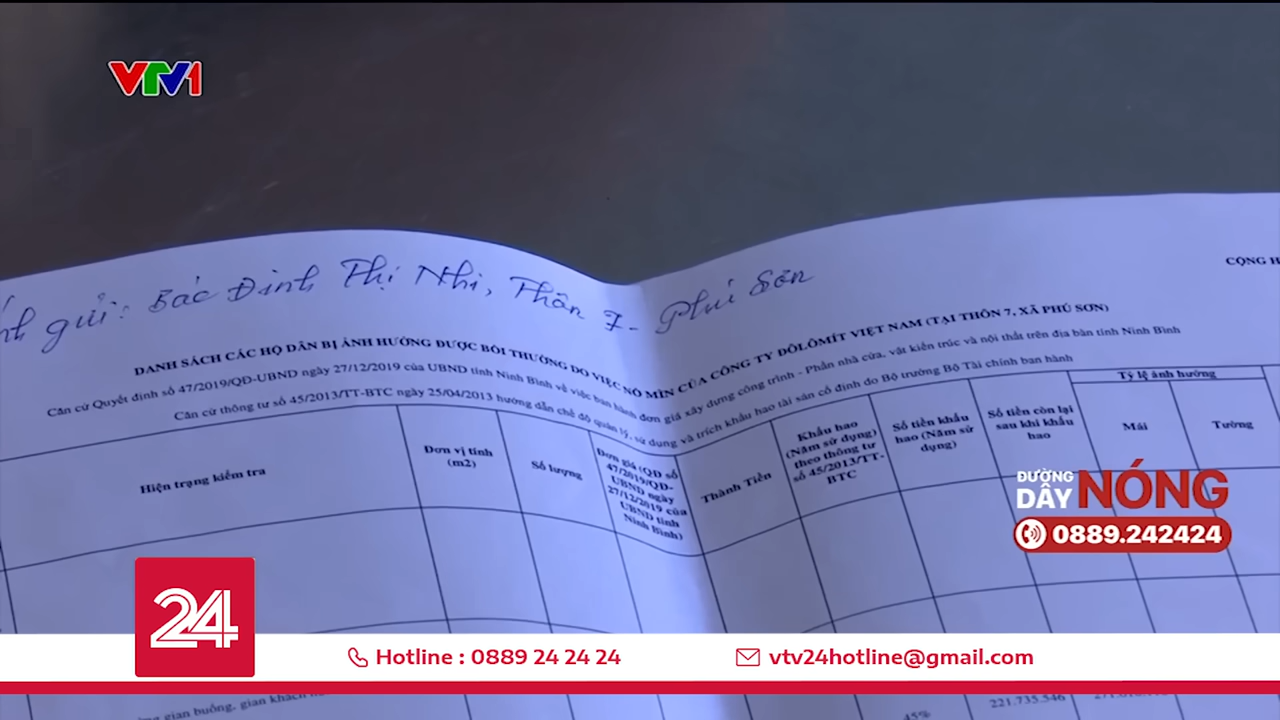 VTV1
CỘNG H
gửi: Bác Đinh Thị Nhi, Thôn 7- Phú Sơn
DANH SÁCH CÁC HỘ DÂN BỊ ẢNH HƯỞNG ĐƯỢC BỒI THƯỜNG DO VIỆC NỔ MÌN CỦA CÔNG TY ĐÔLÔMÍT VIỆT NAM (TẠI THÔN 7, XÃ PHÚ SƠN)
Căn cứ Quyết định số 47/2019/QĐ-UBND ngày 27/12/2019 của UBND tỉnh Ninh Bình về việc ban hành đơn giá xây dựng công trình - Phần nhà cửa, vật kiến trúc và nội thất trên địa bàn tỉnh Ninh Bình
Căn cứ thông tư số 45/2013/TT-BTC ngày 25/04/2013 hướng dẫn chế độ quản lý, sử dụng và trích khấu hao tài sản cố định do Bộ trưởng Bộ Tài chính ban hành
Hiện trạng kiểm tra
Đơn vị tính
(m2)
Số lượng
Đơn giá (QĐ số
47/2019/QĐ-
UBND ngày
27/12/2019 của
UBND tỉnh
Ninh Bình)
Thành Tiền
Khấu hao
(Năm sử dụng)
theo thông tư
số 45/2013/TT-
BTC
Số tiền khấu
hao (Năm sử
dụng)
Số tiền còn lại
sau khi khấu
hao
Tỷ lệ ảnh hưởng
Mái
Tường
ĐƯỜNG
DÂY NÓNG
0889.242424
24
Hotline : 0889 24 24 24
vtv24hotline@gmail.com
gian buồng, gian khách
45%
221.735.546